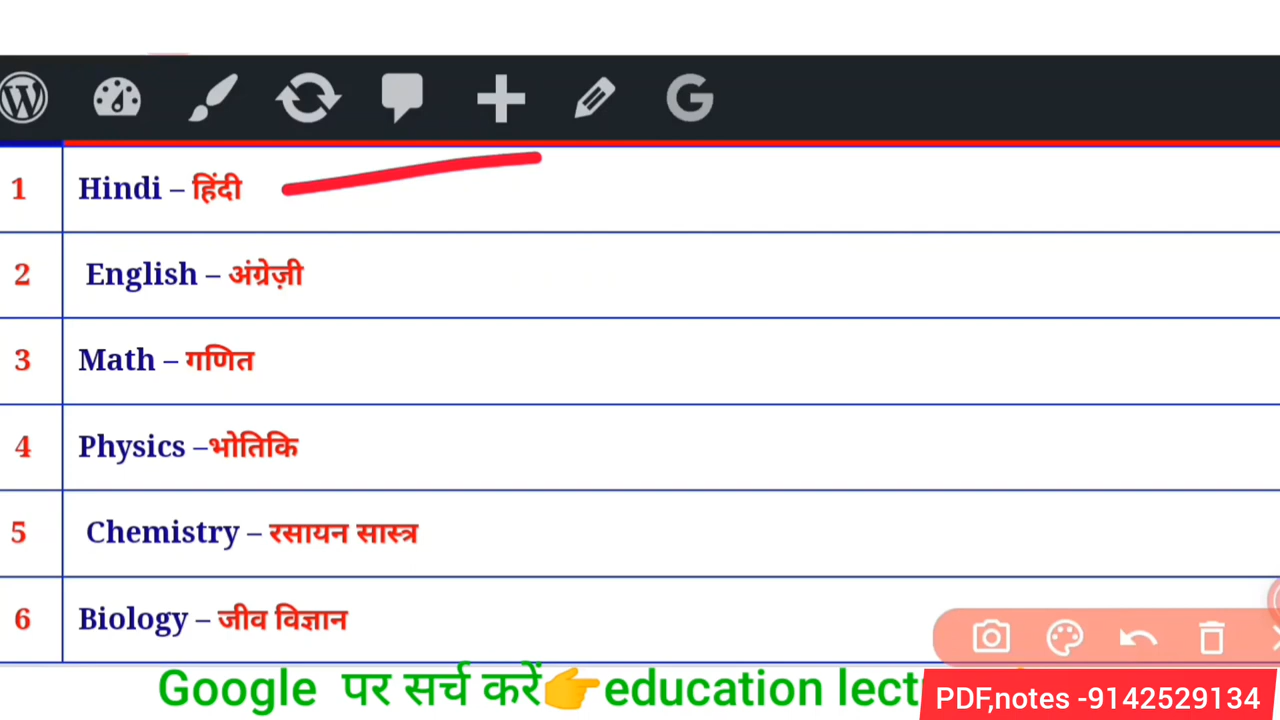 1 Hindi – हिंदी
2 English – अंग्रेज़ी
3 Math – गणित
4 Physics –भोतिकि
5 Chemistry – रसायन सास्त्र
6 Biology – जीव विज्ञान
Google पर सर्च करें👉education lect
PDF,notes -9142529134